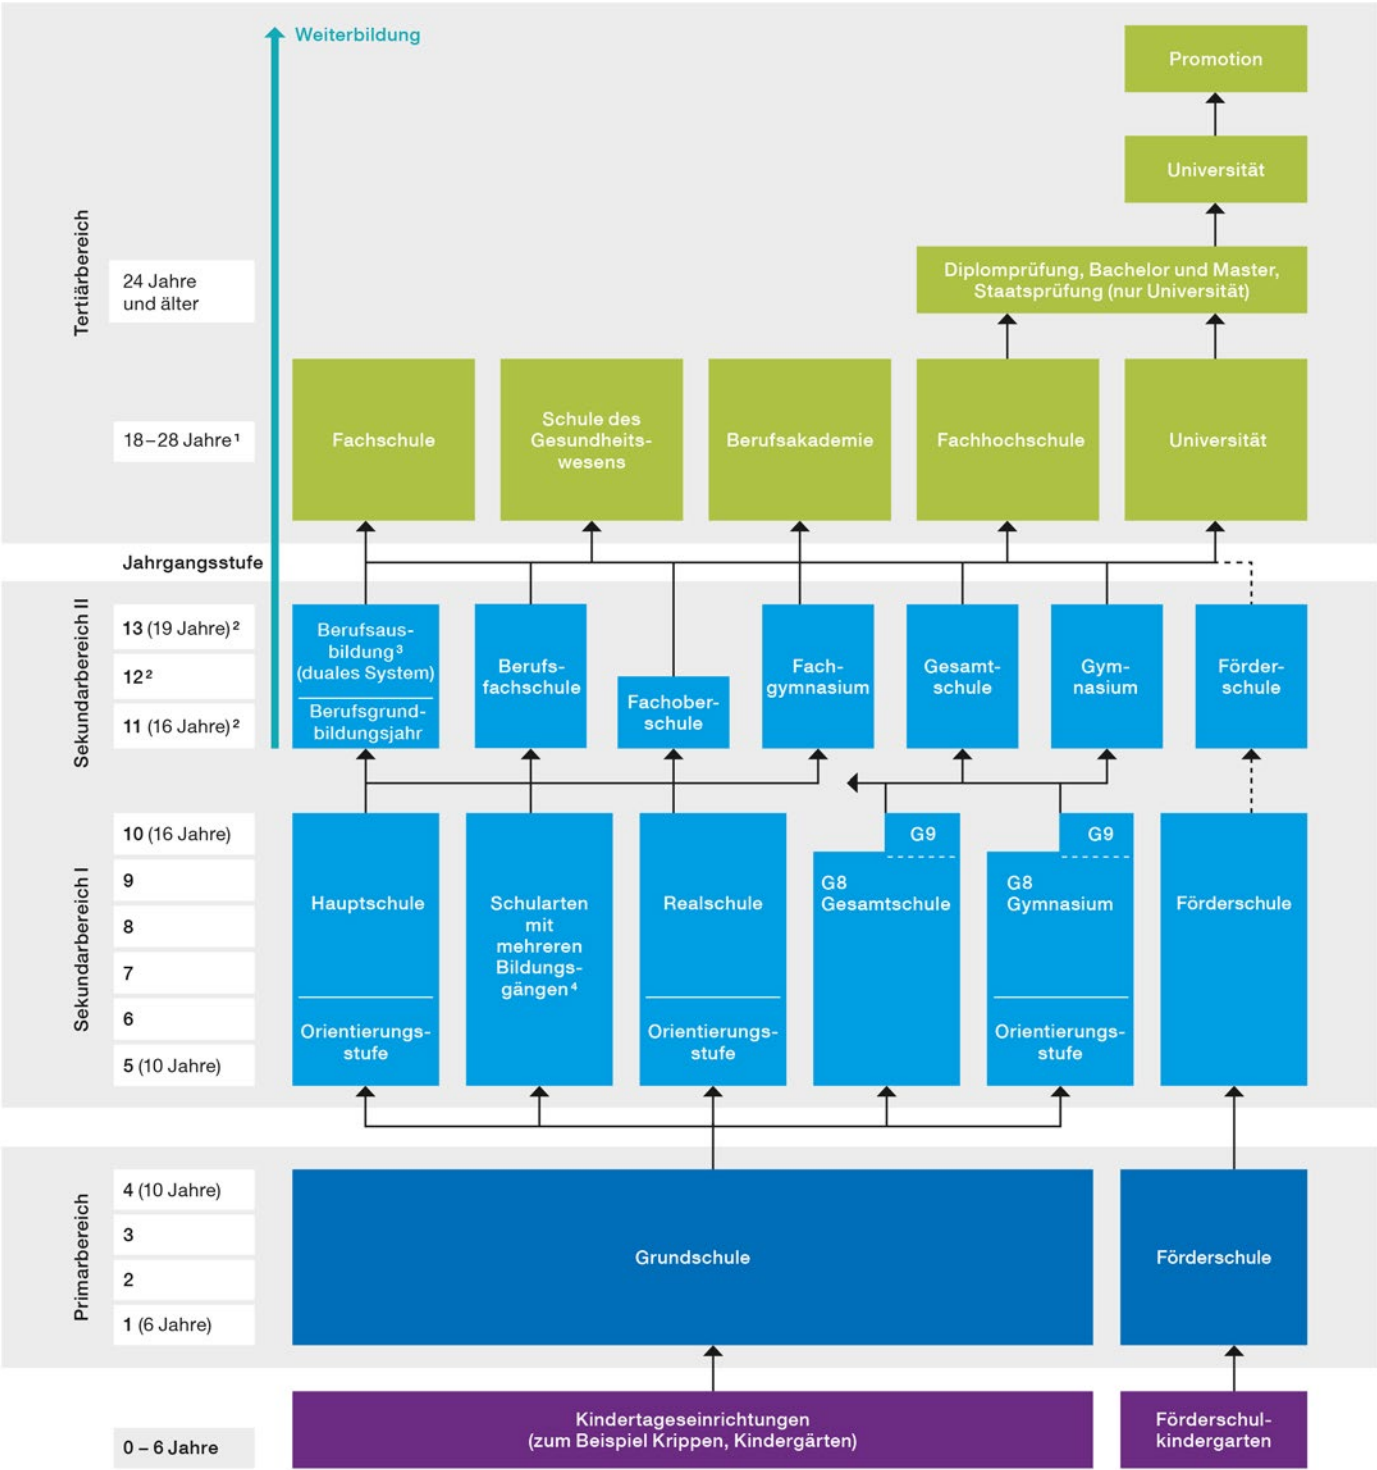 Weiterbildung
Promotion
Universität
Tertiärbereich
24 Jahre
und älter
Diplomprüfung, Bachelor und Master,
Staatsprüfung (nur Universität)
18–28 Jahre¹
Fachschule
Schule des
Gesundheits-
wesens
Berufsakademie
Fachhochschule
Universität
Jahrgangsstufe
Sekundarbereich II
13 (19 Jahre)²
12²
11 (16 Jahre)²
Berufsaus-
bildung³
(duales System)
Berufsgrund-
bildungsjahr
Berufs-
fachschule
Fachober-
schule
Fach-
gymnasium
Gesamt-
schule
Gym-
nasium
Förder-
schule
Sekundarbereich I
10 (16 Jahre)
9
8
7
6
5 (10 Jahre)
Hauptschule
Orientierungs-
stufe
Schularten
mit
mehreren
Bildungs-
gängen⁴
Realschule
Orientierungs-
stufe
G9
G8
Gesamtschule
G9
G8
Gymnasium
Orientierungs-
stufe
Förderschule
Primarbereich
4 (10 Jahre)
3
2
1 (6 Jahre)
Grundschule
Förderschule
0 – 6 Jahre
Kindertageseinrichtungen
(zum Beispiel Krippen, Kindergärten)
Förderschul-
kindergarten